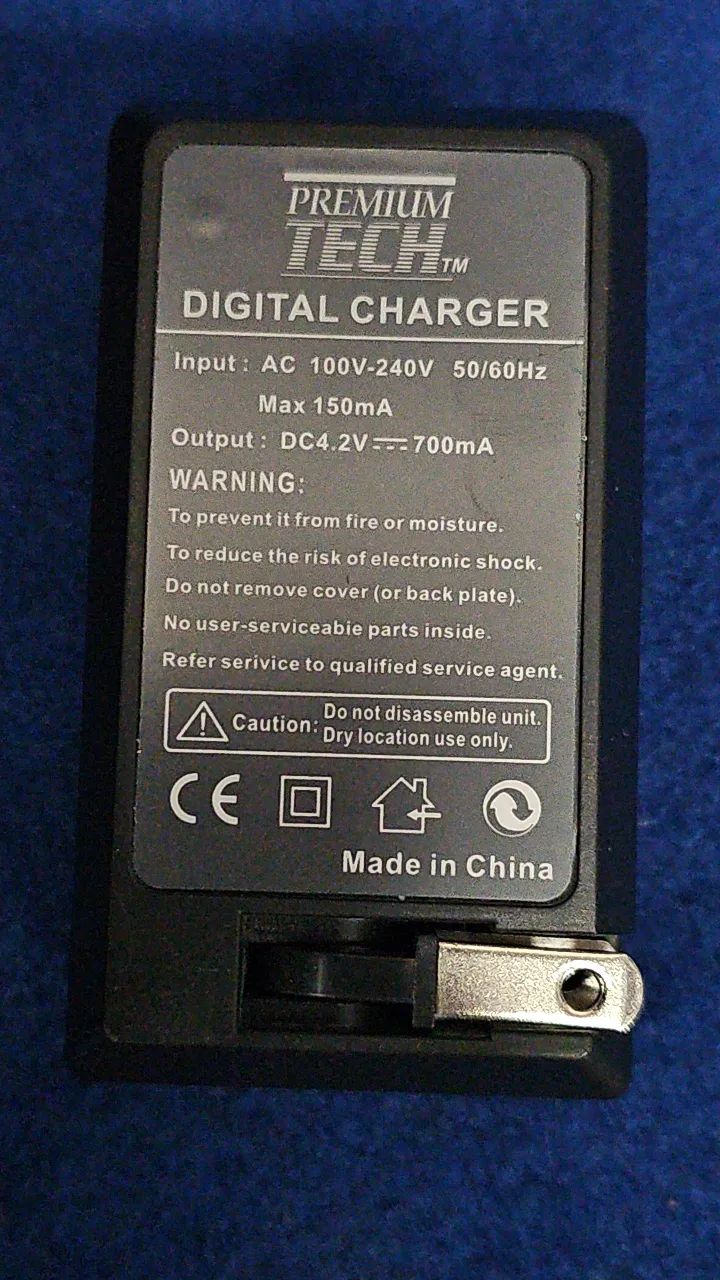 PREMIUM
TECH™
DIGITAL CHARGER
Input : AC 100V-240V 50/60Hz
Max 150mA
Output : DC4.2V⎓700mA
WARNING:
To prevent it from fire or moisture.
To reduce the risk of electronic shock.
Do not remove cover (or back plate).
No user-serviceabie parts inside.
Refer serivice to qualified service agent.
Caution: Do not disassemble unit.
Dry location use only.
CE
Made in China